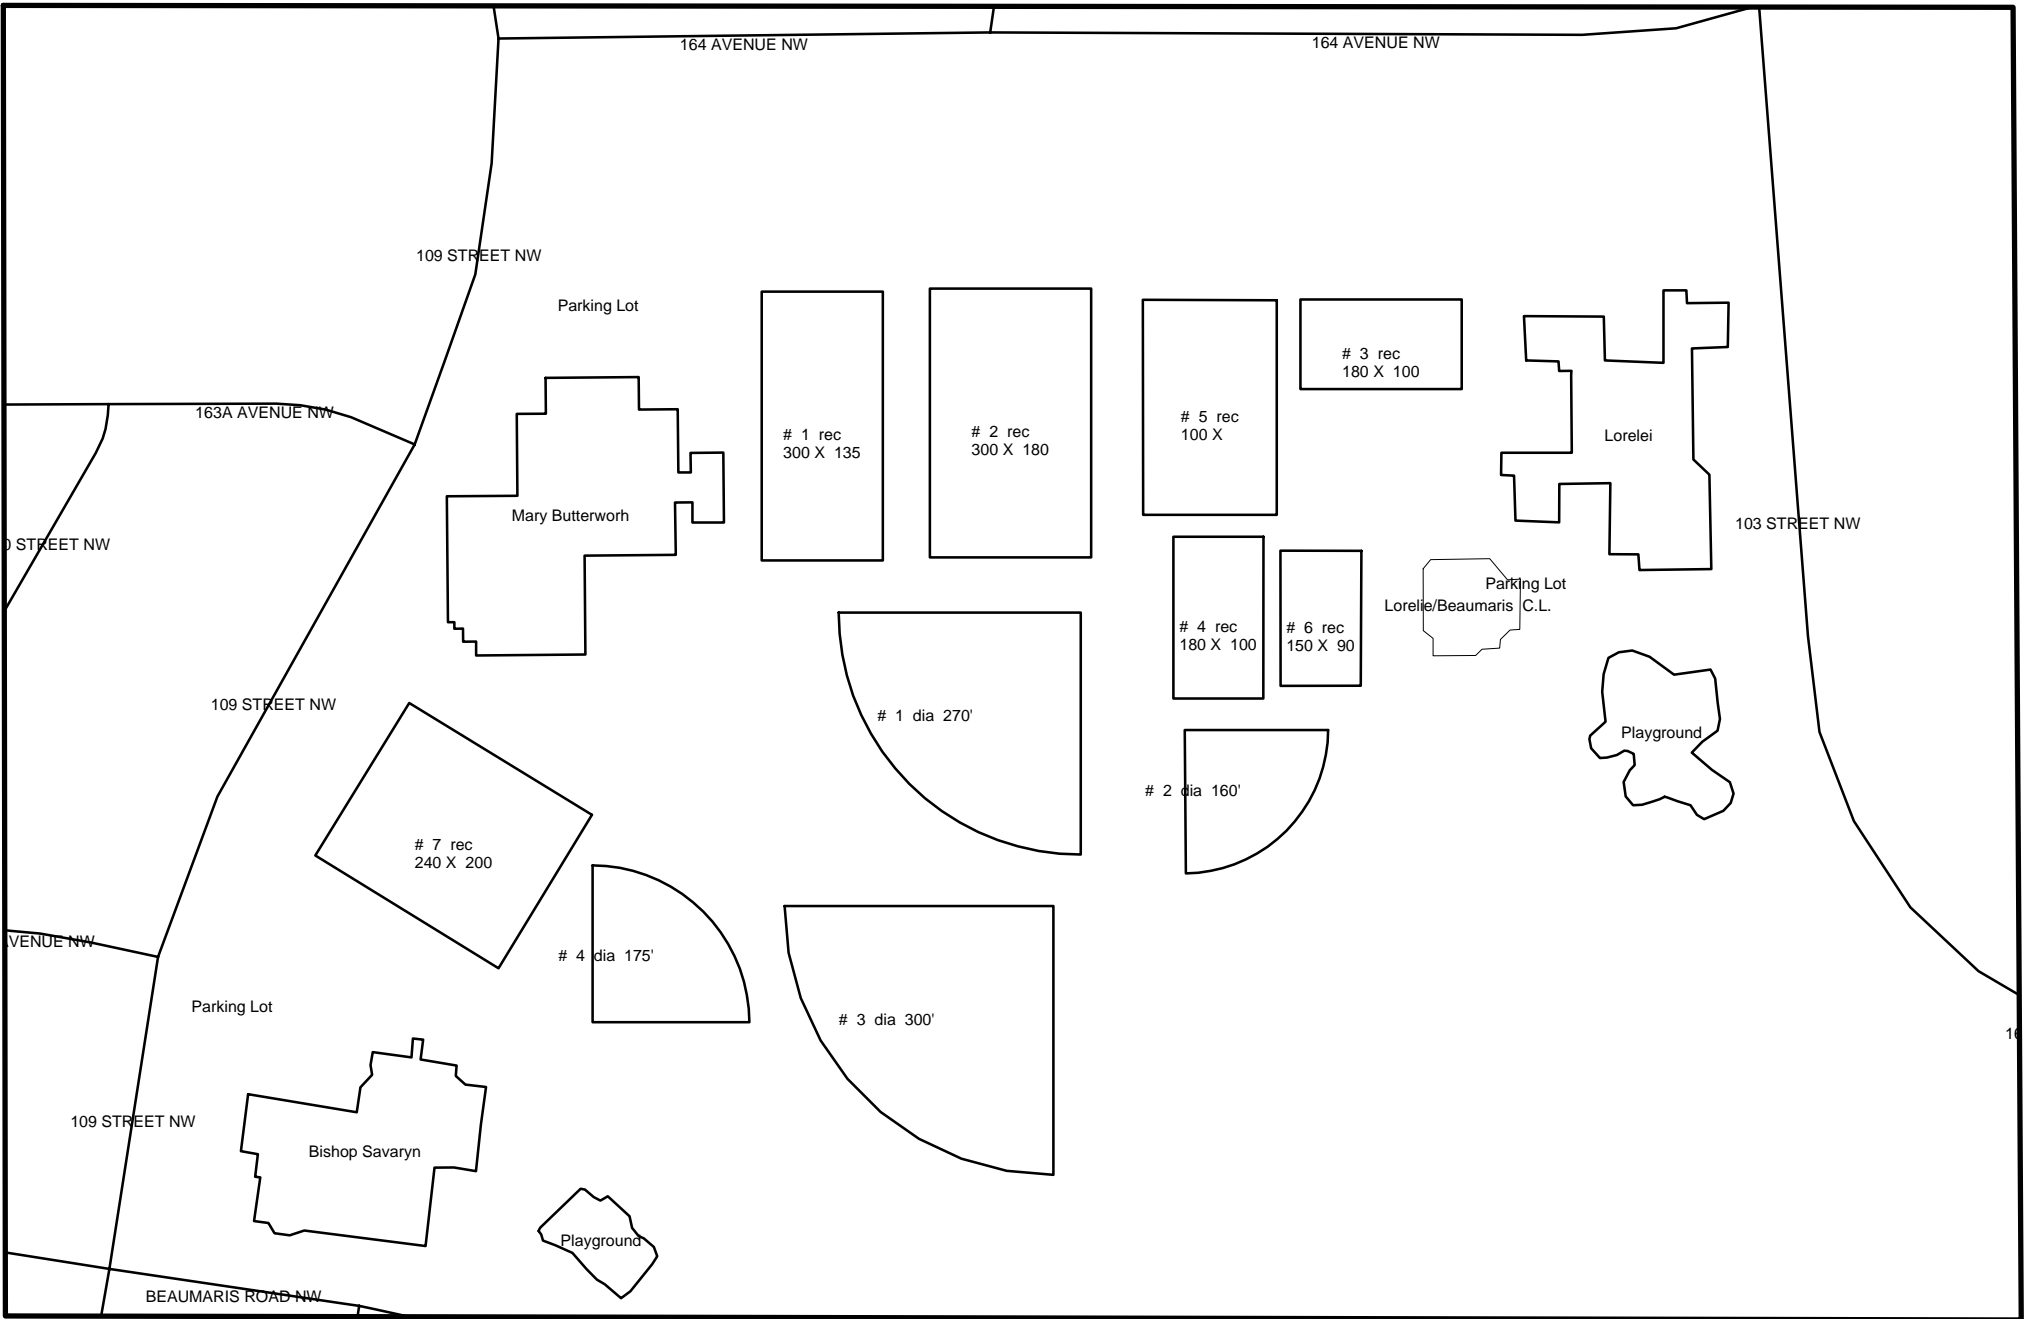 164 AVENUE NW
164 AVENUE NW
109 STREET NW
Parking Lot
# 3 rec
180 X 100
163A AVENUE NW
# 5 rec
100 X
# 1 rec
300 X 135
# 2 rec
300 X 180
Lorelei
Mary Butterworh
103 STREET NW
0 STREET NW
Parking Lot
Lorelie/Beaumaris C.L.
# 4 rec
180 X 100
# 6 rec
150 X 90
109 STREET NW
# 1 dia 270'
Playground
# 2 dia 160'
# 7 rec
240 X 200
AVENUE NW
# 4 dia 175'
Parking Lot
# 3 dia 300'
16
109 STREET NW
Bishop Savaryn
Playground
BEAUMARIS ROAD NW